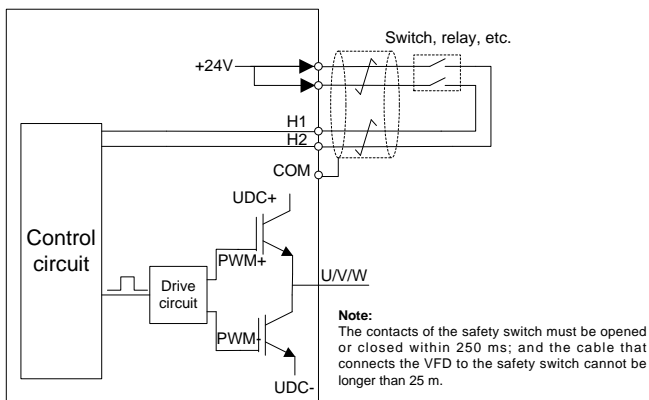 Switch, relay, etc.
+24V
H1
H2
COM
UDC+
Control
circuit
PWM+
Drive
circuit
U/V/W
PWM-
UDC-
Note:
The contacts of the safety switch must be opened
or closed within 250 ms; and the cable that
connects the VFD to the safety switch cannot be
longer than 25 m.